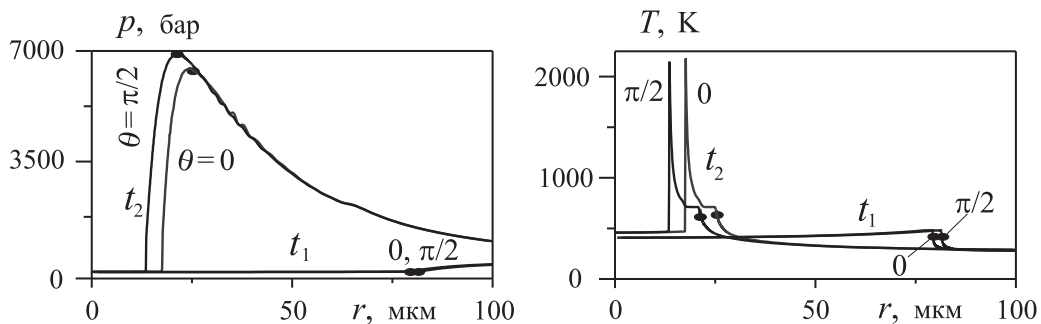 p, бар
7000
3500
0
θ=π/2
θ=0
t₂
t₁
0, π/2
0
50
100
r, мкм
T, К
2000
1000
0
π/2
0
t₂
t₁
π/2
0
0
50
100
r, мкм